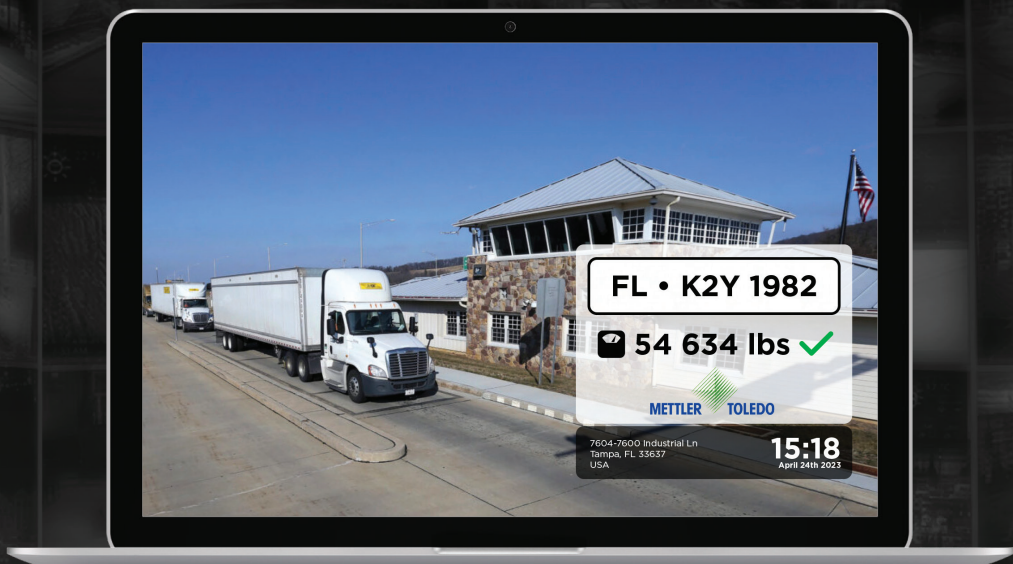 FL • K2Y 1982
54 634 lbs
METTLER TOLEDO
7604-7600 Industrial Ln
Tampa, FL 33637
USA
15:18
April 24th 2023